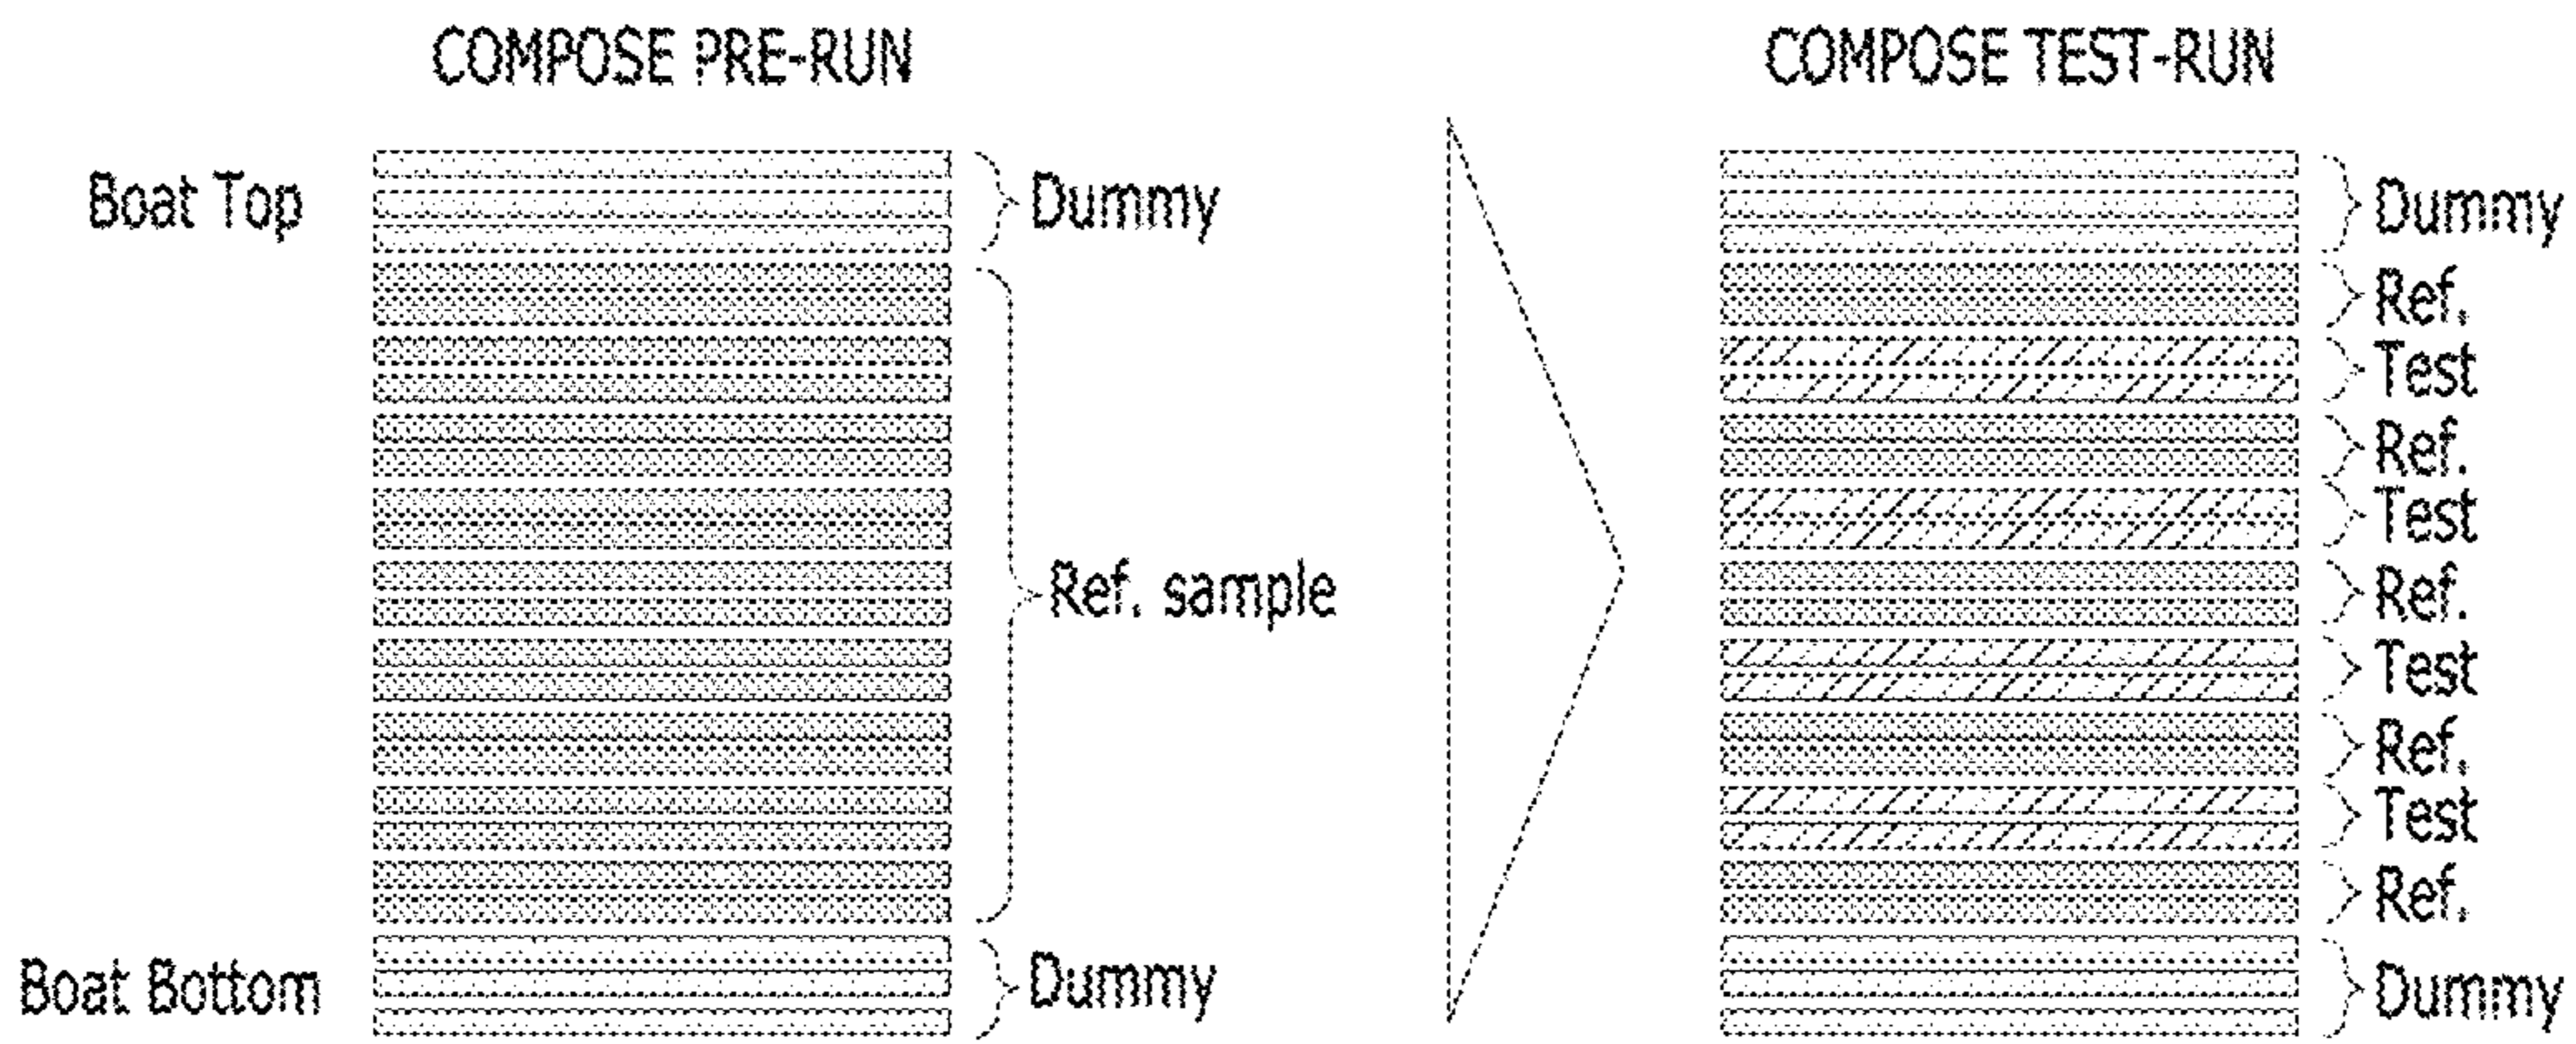 COMPOSE PRE-RUN
Boat Top
Dummy
Ref. sample
Boat Bottom
Dummy
COMPOSE TEST-RUN
Dummy
Ref.
Test
Ref.
Test
Ref.
Test
Ref.
Test
Ref.
Dummy